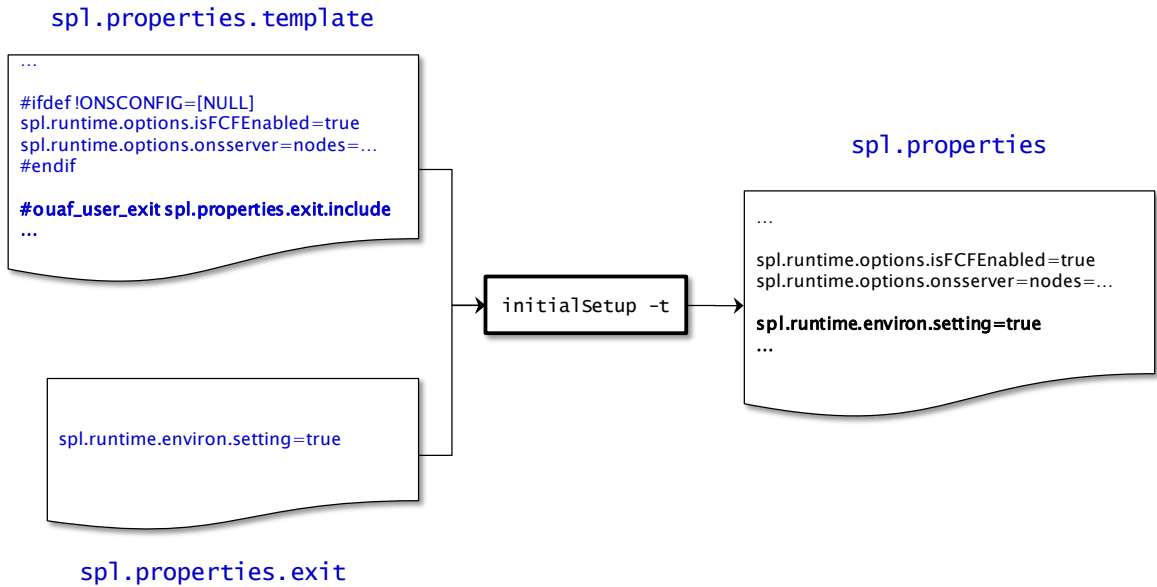 spl.properties.template
…
#ifdef !ONSCONFIG=[NULL]
spl.runtime.options.isFCFEnabled=true
spl.runtime.options.onsserver=nodes=…
#endif
#ouaf_user_exit spl.properties.exit.include
…
spl.runtime.environ.setting=true
spl.properties.exit
initialSetup -t
spl.properties
…
spl.runtime.options.isFCFEnabled=true
spl.runtime.options.onsserver=nodes=…
spl.runtime.environ.setting=true
…